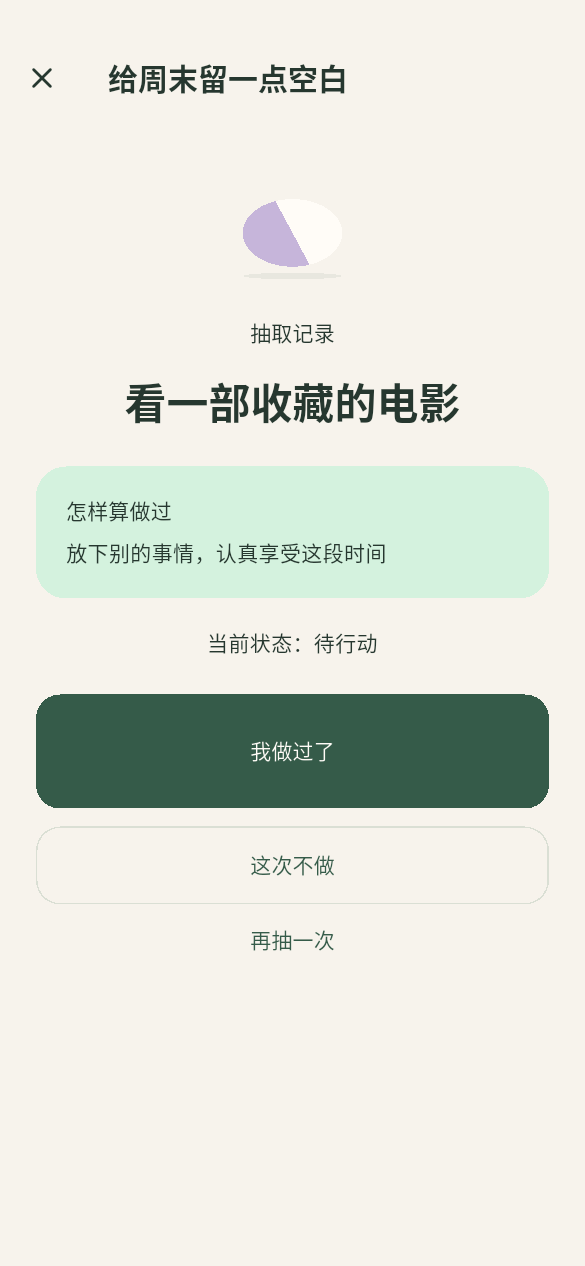 给周末留一点空白
抽取记录
看一部收藏的电影
怎样算做过
放下别的事情，认真享受这段时间
当前状态：待行动
我做过了
这次不做
再抽一次